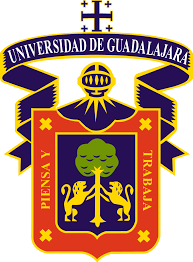 UNIVERSIDAD DE GUADALAJARA
PIENSA Y
TRABAJA